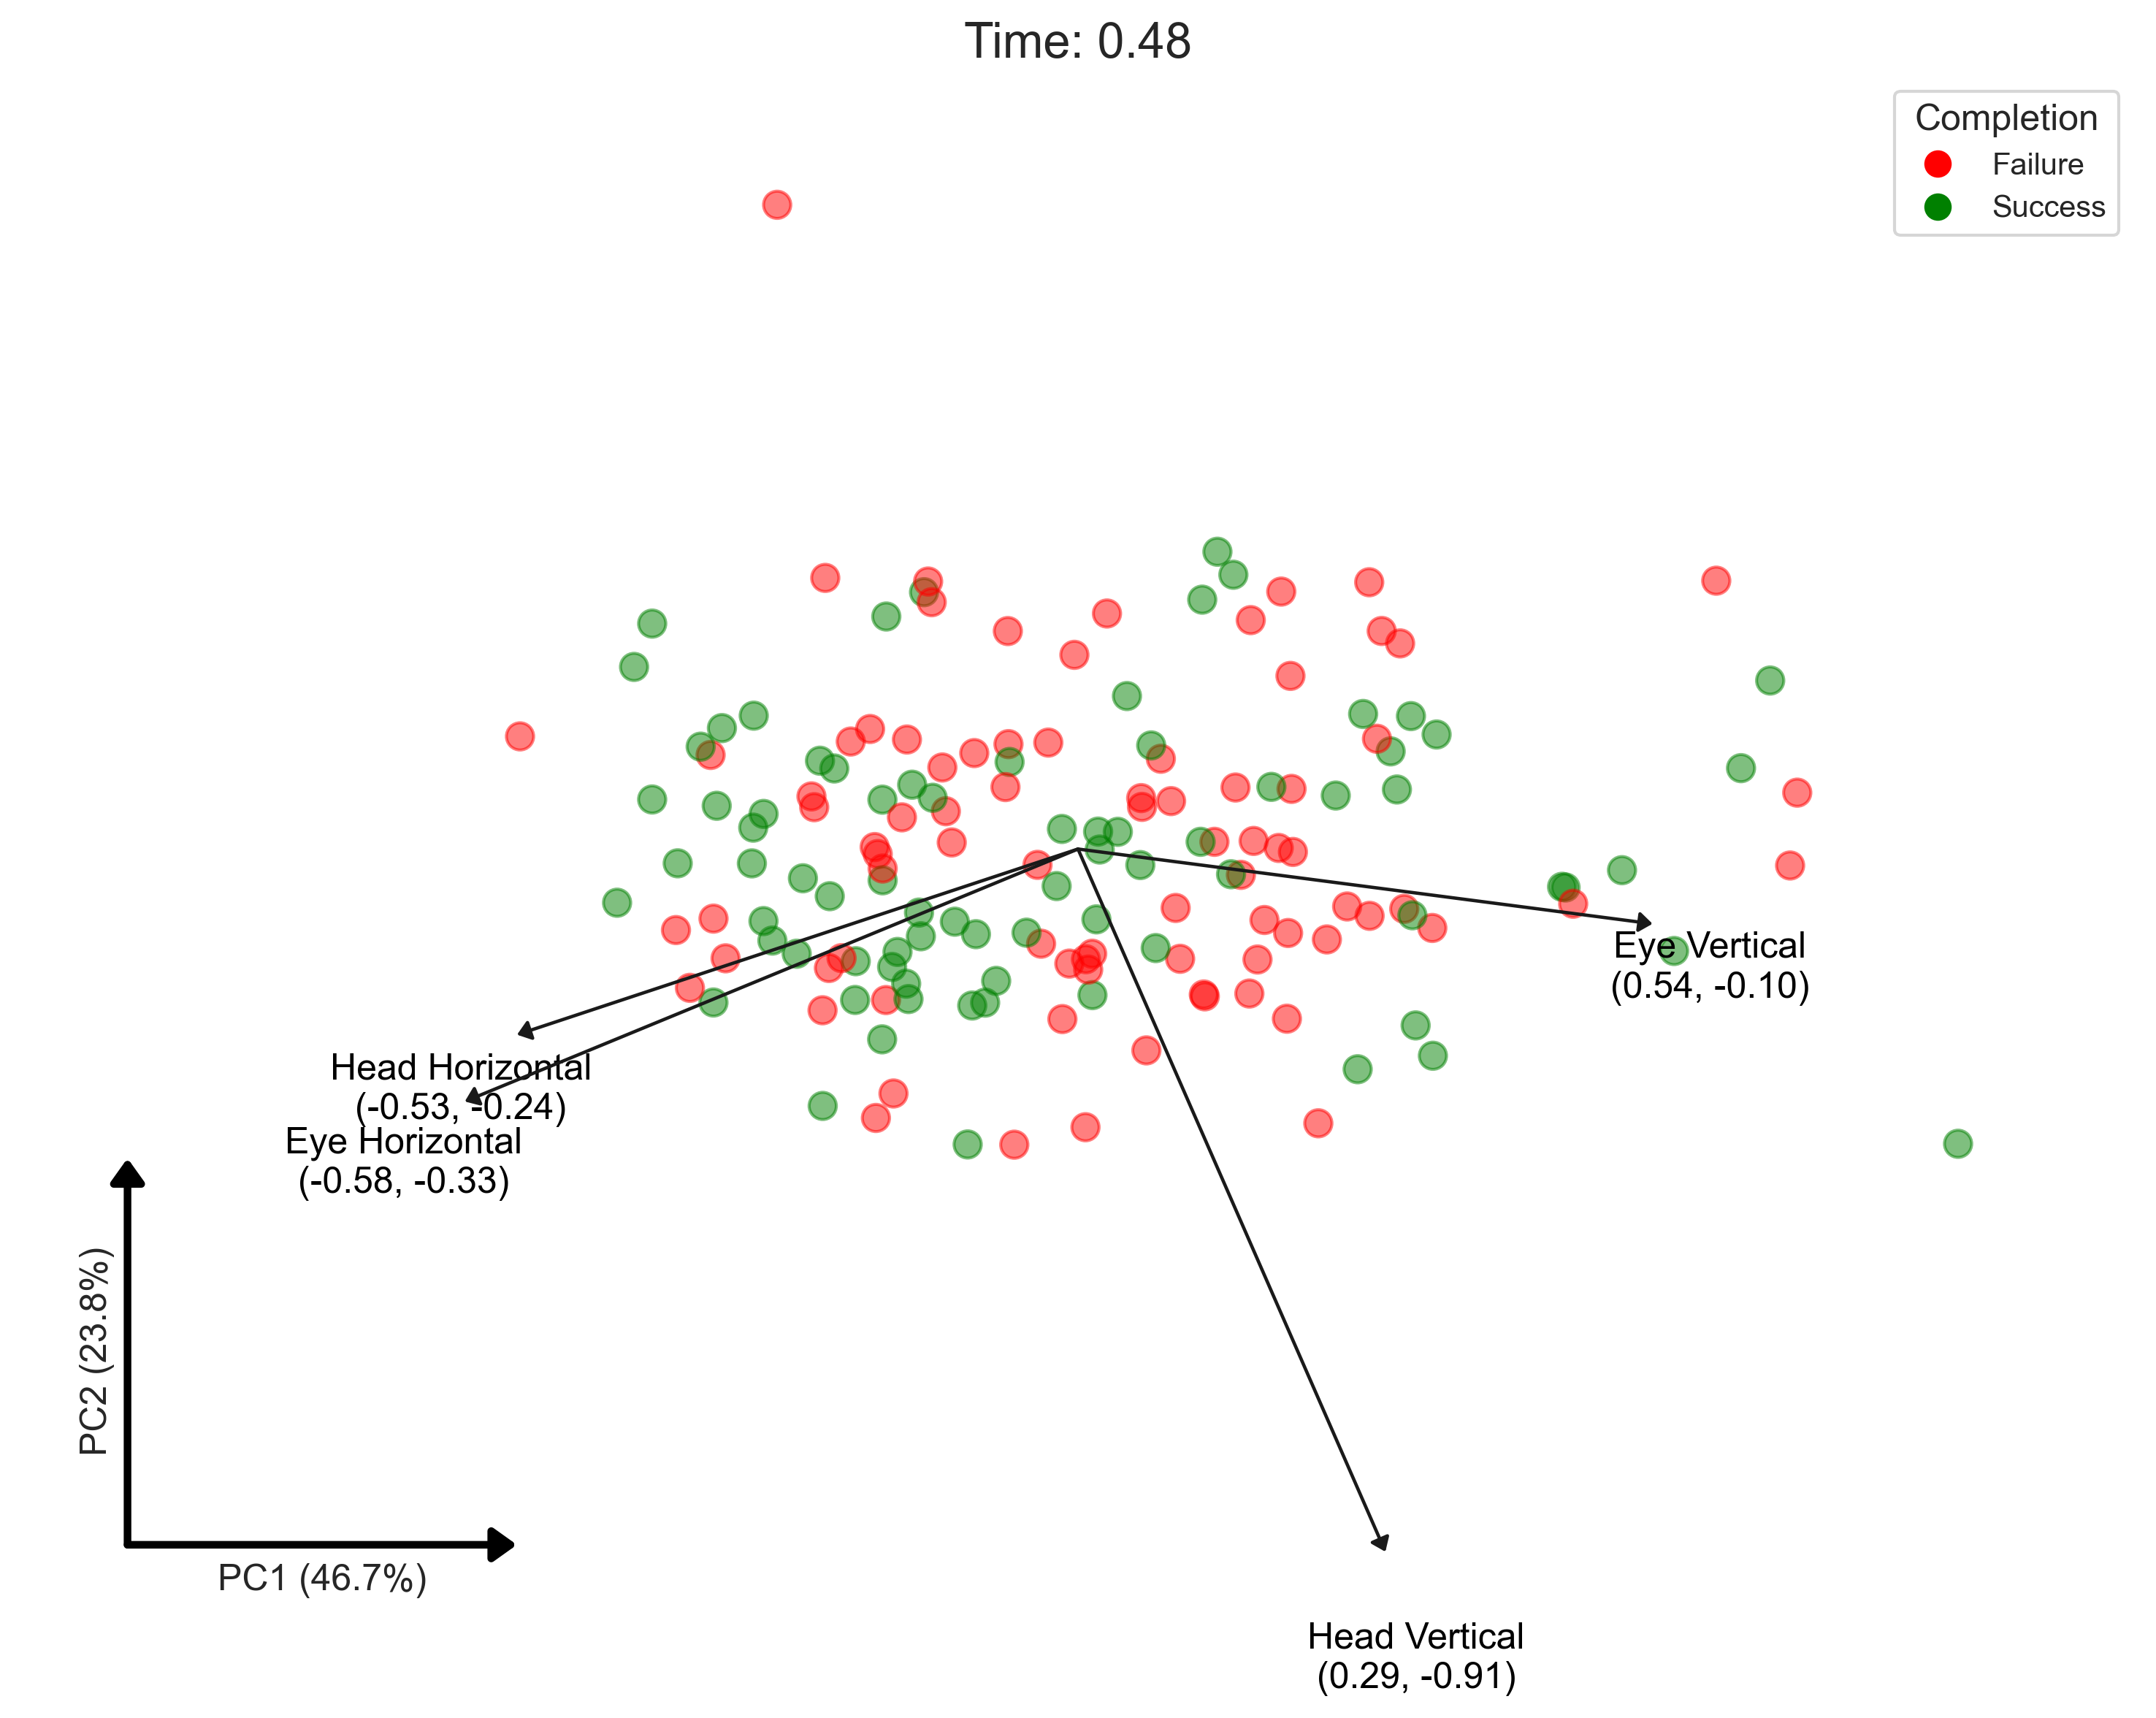 Time: 0.48
Completion
Failure
Success
Eye Vertical
(0.54, -0.10)
Head Horizontal
(-0.53, -0.24)
Eye Horizontal
(-0.58, -0.33)
PC2 (23.8%)
PC1 (46.7%)
Head Vertical
(0.29, -0.91)